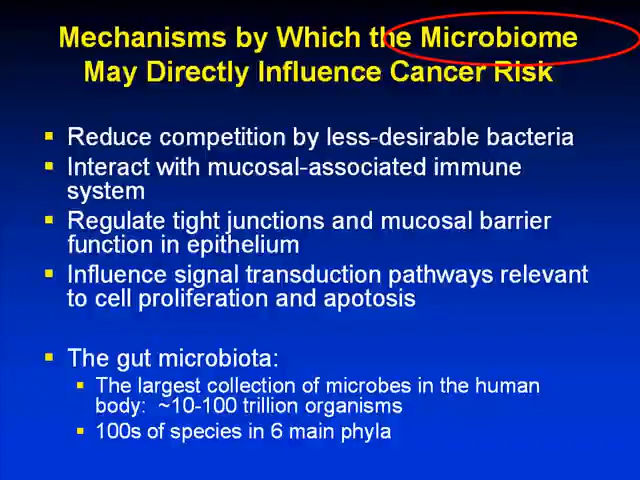 Mechanisms by Which the Microbiome
May Directly Influence Cancer Risk
Reduce competition by less-desirable bacteria
Interact with mucosal-associated immune
system
Regulate tight junctions and mucosal barrier
function in epithelium
Influence signal transduction pathways relevant
to cell proliferation and apotosis
The gut microbiota:
The largest collection of microbes in the human
body: ~10-100 trillion organisms
100s of species in 6 main phyla